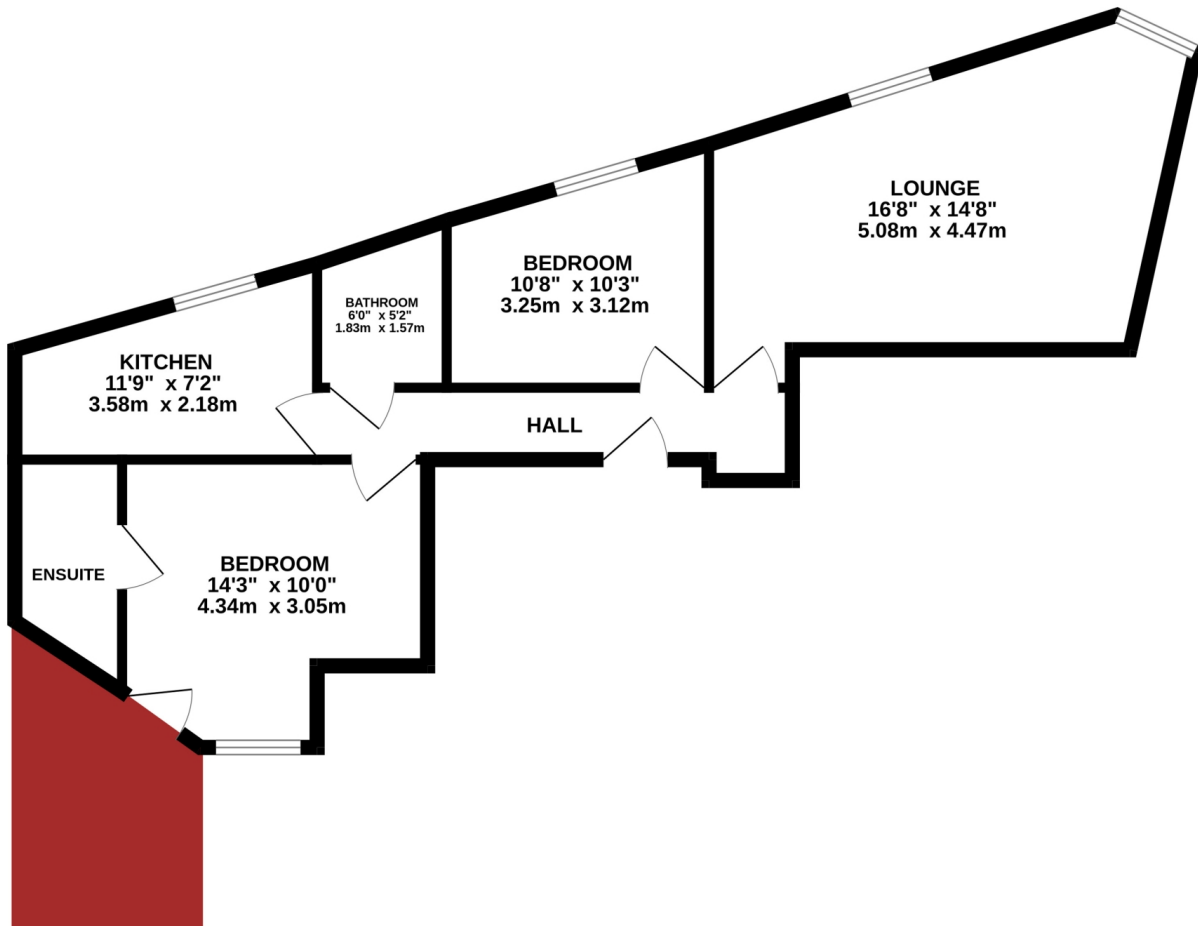 LOUNGE
16'8"  x 14'8"
5.08m  x 4.47m
BEDROOM
10'8"  x 10'3"
3.25m  x 3.12m
BATHROOM
6'0"  x 5'2"
1.83m  x 1.57m
KITCHEN
11'9"  x 7'2"
3.58m  x 2.18m
HALL
ENSUITE
BEDROOM
14'3"  x 10'0"
4.34m  x 3.05m